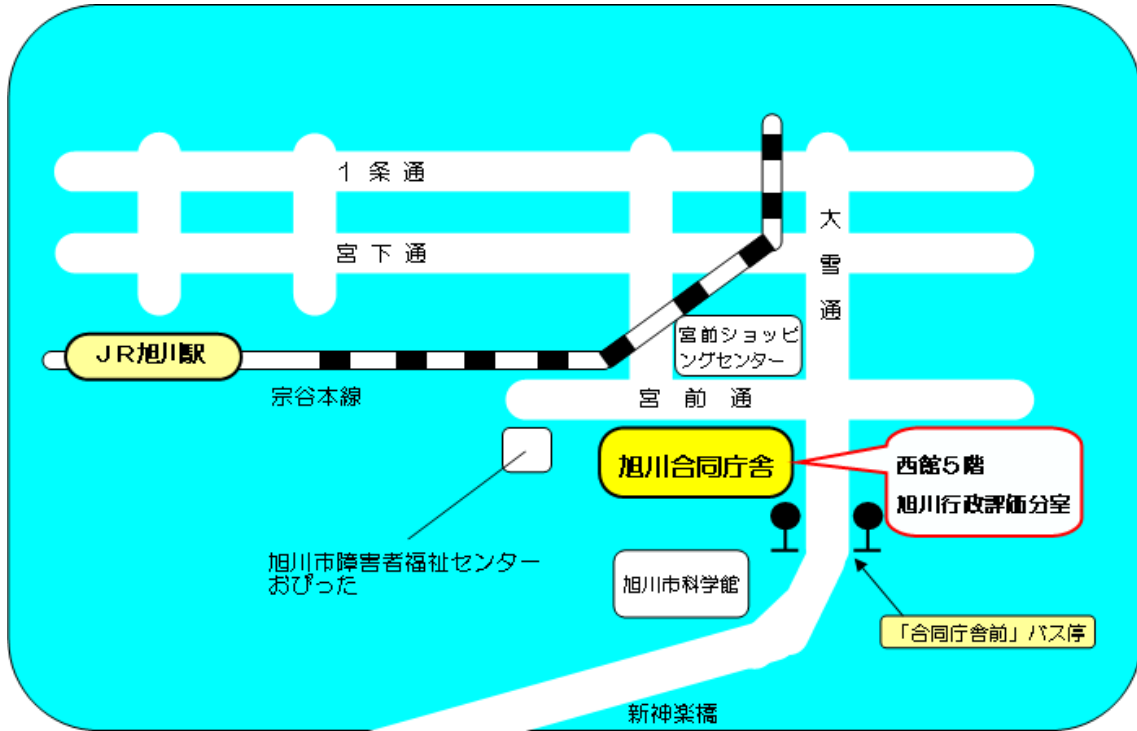 １条通
宮下通
大雪通
ＪＲ旭川駅
宗谷本線
宮前ショッピ
ングセンター
宮前通
旭川合同庁舎
西館５階
旭川行政評価分室
旭川市障害者福祉センター
おぴった
旭川市科学館
「合同庁舎前」バス停
新神楽橋